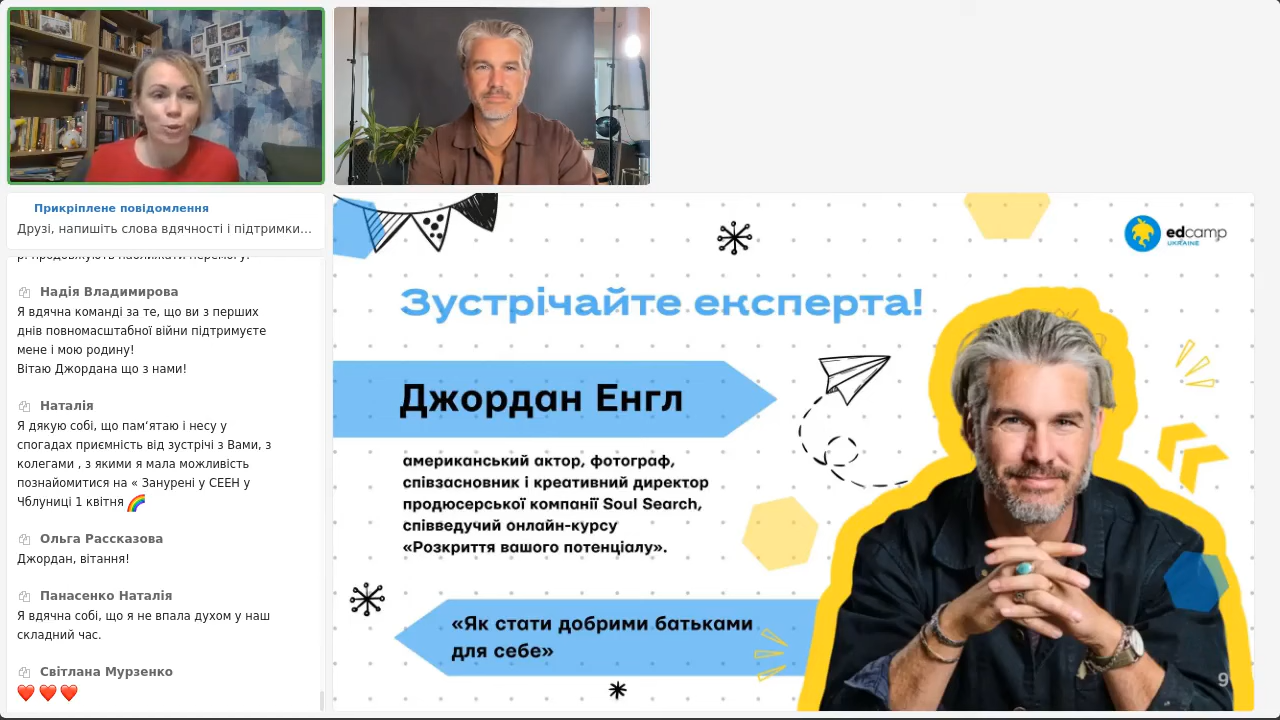 Прикріплене повідомлення
Друзі, напишіть слова вдячності і підтримки...
Надія Владимирова
Я вдячна команді за те, що ви з перших
днів повномасштабної війни підтримуєте
мене і мою родину!
Вітаю Джордана що з нами!
Наталія
Я дякую собі, що пам'ятаю і несу у
спогадах приємність від зустрічі з Вами, з
колегами , з якими я мала можливість
познайомитися на « Занурені у СЕЕН у
Яблуниці 1 квітня 🌈
Ольга Рассказова
Джордан, вітання!
Панасенко Наталія
Я вдячна собі, що я не впала духом у наш
складний час.
Світлана Мурзенко
❤️ ❤️ ❤️
edcamp
UKRAINE
Зустрічайте експерта!
Джордан Енгл
американський актор, фотограф,
співзасновник і креативний директор
продюсерської компанії Soul Search,
співведучий онлайн-курсу
«Розкриття вашого потенціалу».
«Як стати добрими батьками
для себе»
9